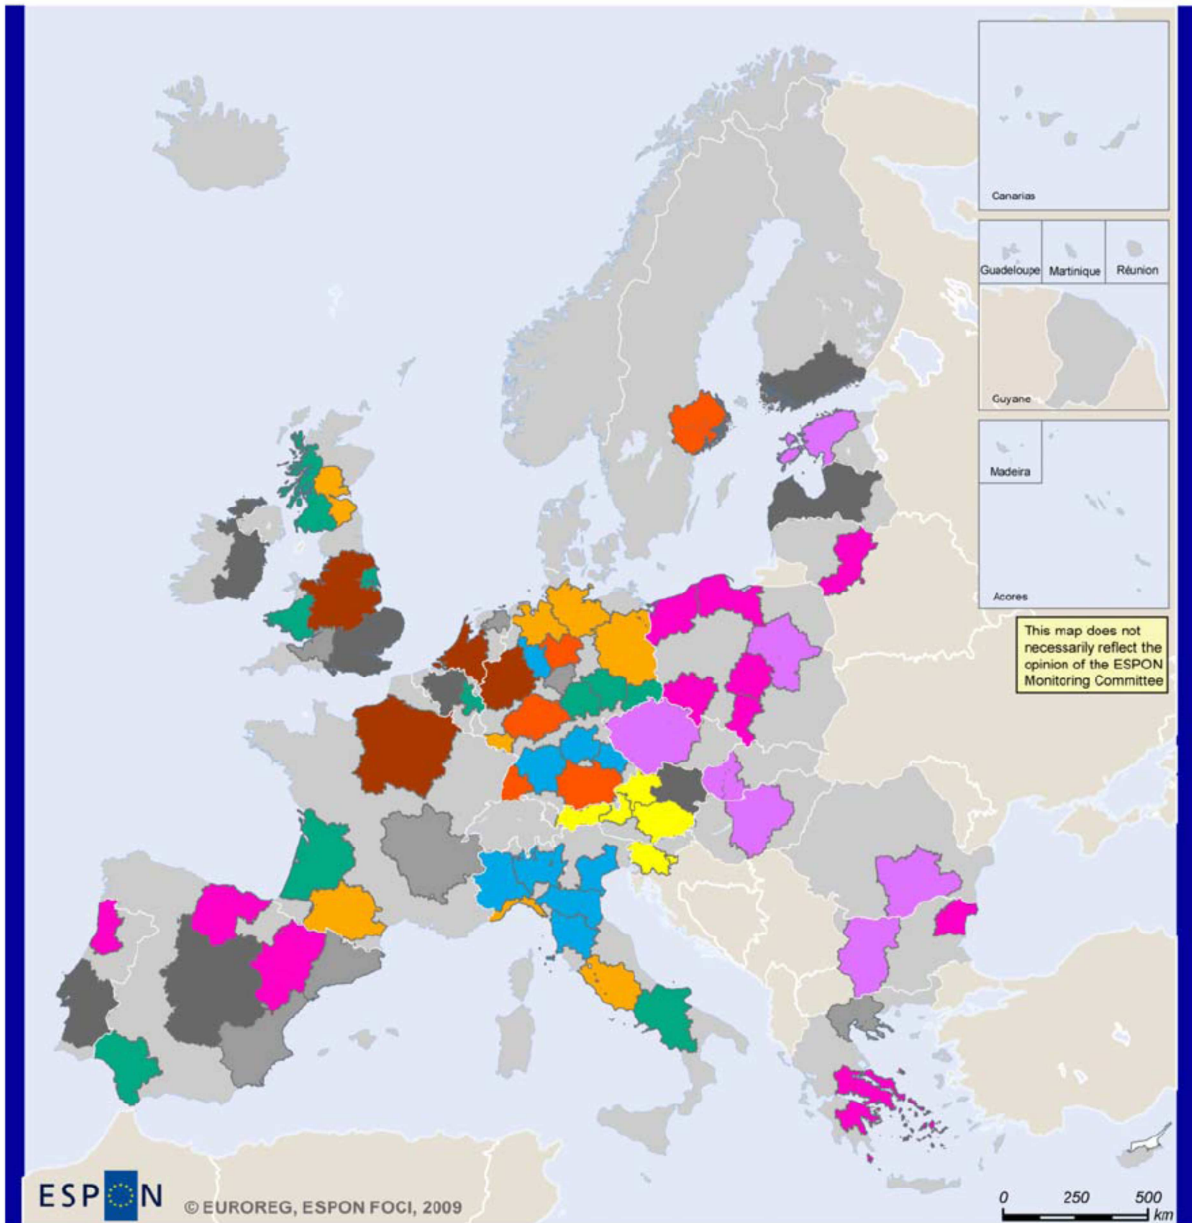 Canarias
Guadeloupe
Martinique
Réunion
Guyane
Madeira
Acores
This map does not
necessarily reflect the
opinion of the ESPON
Monitoring Committee
ESPON
© EUROREG, ESPON FOCI, 2009
0 250 500
km